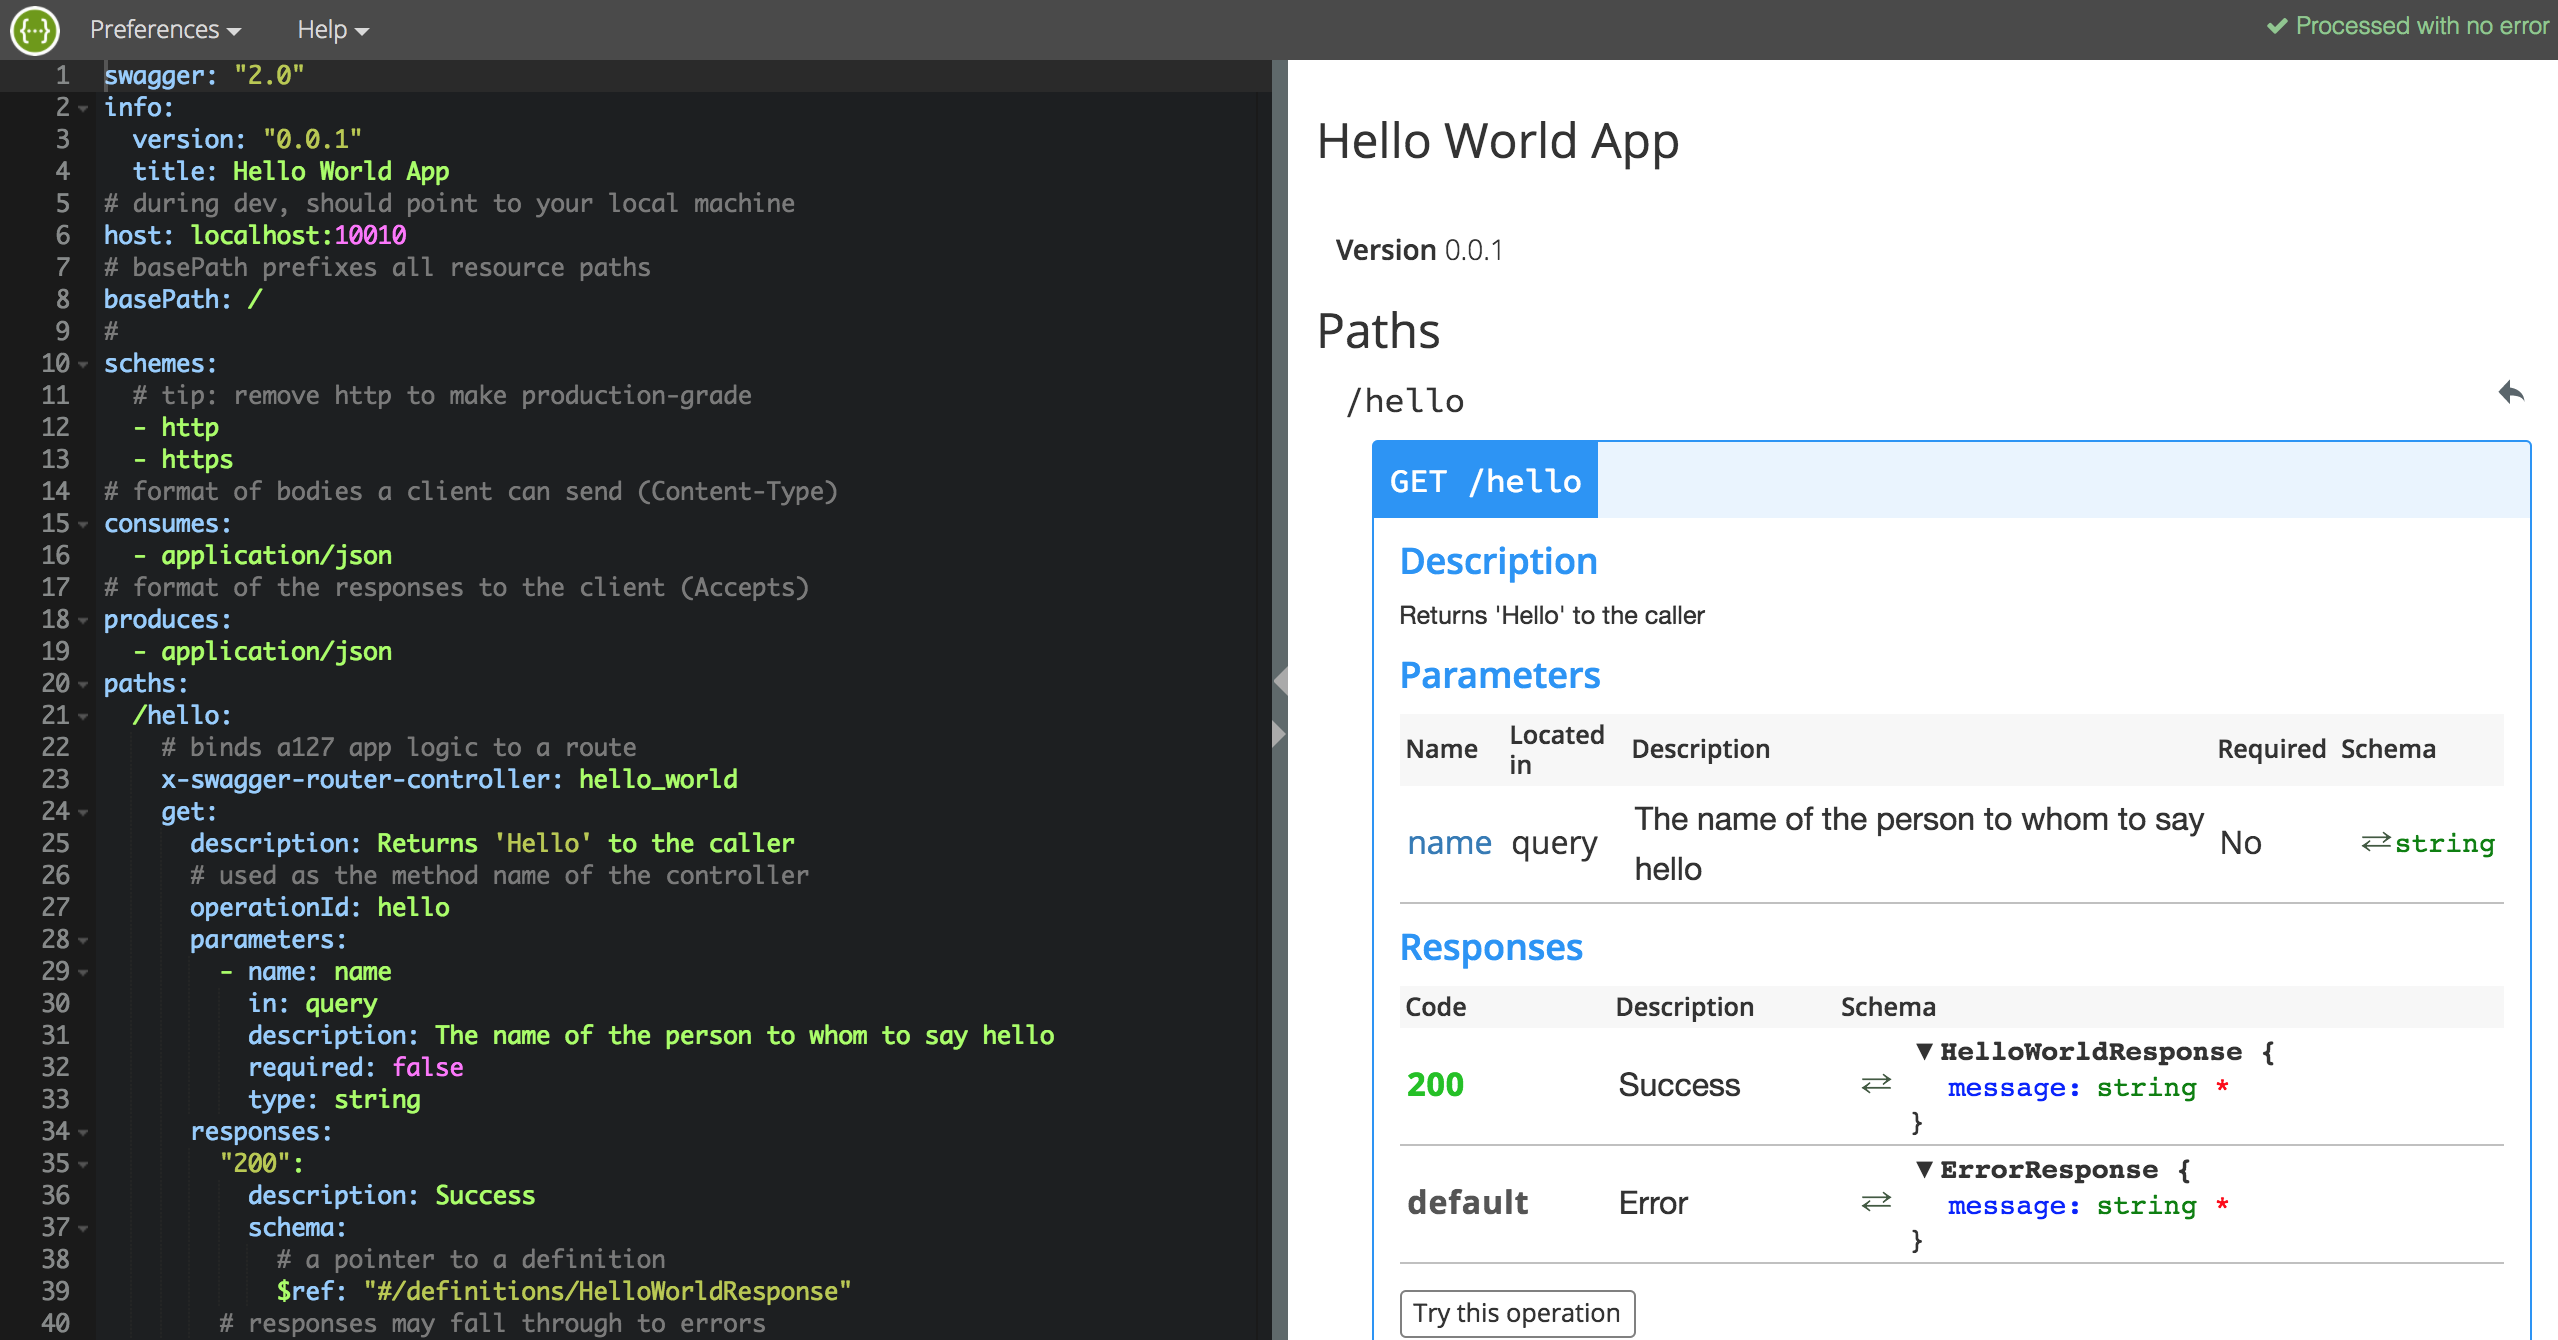 Preferences Help
✔ Processed with no error
1 swagger: "2.0"
2 info:
3   version: "0.0.1"
4   title: Hello World App
5 # during dev, should point to your local machine
6 host: localhost:10010
7 # basePath prefixes all resource paths
8 basePath: /
9 #
10 schemes:
11   # tip: remove http to make production-grade
12   - http
13   - https
14 # format of bodies a client can send (Content-Type)
15 consumes:
16   - application/json
17 # format of the responses to the client (Accepts)
18 produces:
19   - application/json
20 paths:
21   /hello:
22     # binds a127 app logic to a route
23     x-swagger-router-controller: hello_world
24     get:
25       description: Returns 'Hello' to the caller
26       # used as the method name of the controller
27       operationId: hello
28       parameters:
29         - name: name
30           in: query
31           description: The name of the person to whom to say hello
32           required: false
33           type: string
34       responses:
35         "200":
36           description: Success
37           schema:
38             # a pointer to a definition
39             $ref: "#/definitions/HelloWorldResponse"
40         # responses may fall through to errors
Hello World App
Version 0.0.1
Paths
/hello
GET /hello
Description
Returns 'Hello' to the caller
Parameters
Name Located in Description Required Schema
name query The name of the person to whom to say hello No ⇄string
Responses
Code Description Schema
200 Success ⇄ ▼HelloWorldResponse {
message: string *
}
default Error ⇄ ▼ErrorResponse {
message: string *
}
Try this operation